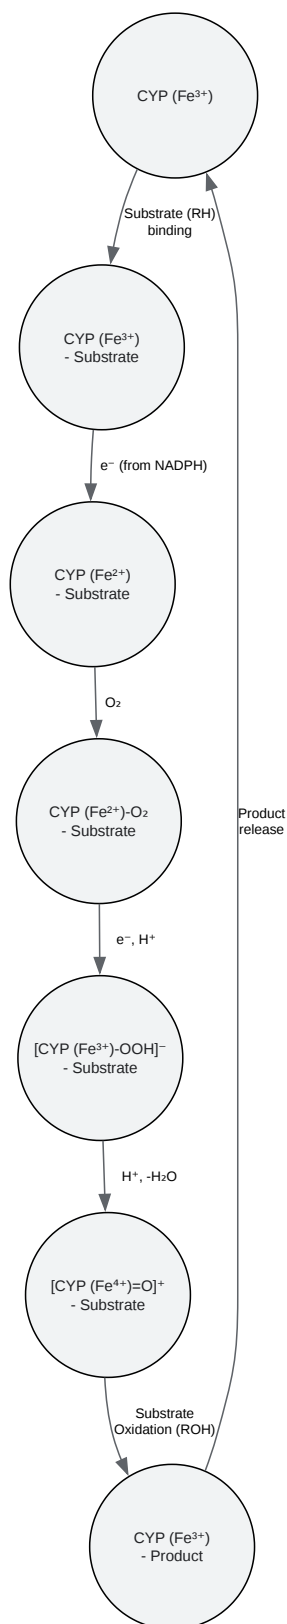 CYP (Fe³⁺)
Substrate (RH)
binding
CYP (Fe³⁺)
- Substrate
e⁻ (from NADPH)
CYP (Fe²⁺)
- Substrate
O₂
CYP (Fe²⁺)-O₂
- Substrate
Product
release
e⁻, H⁺
[CYP (Fe³⁺)-OOH]⁻
- Substrate
H⁺, -H₂O
[CYP (Fe⁴⁺)=O]⁺
- Substrate
Substrate
Oxidation (ROH)
CYP (Fe³⁺)
- Product